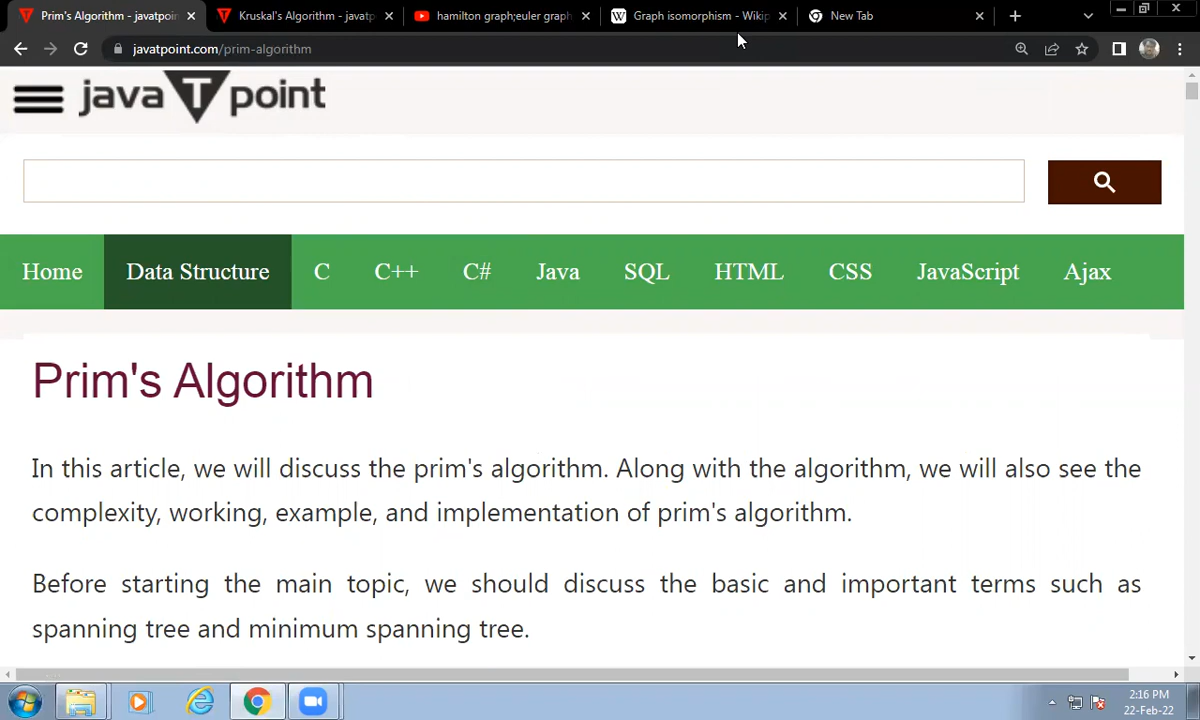 Prim's Algorithm - javatpoin
Kruskal's Algorithm - javatp
hamilton graph;euler graph
Graph isomorphism - Wikip
New Tab
javatpoint.com/prim-algorithm
java T point
Home Data Structure C C++ C# Java SQL HTML CSS JavaScript Ajax
Prim's Algorithm
In this article, we will discuss the prim's algorithm. Along with the algorithm, we will also see the
complexity, working, example, and implementation of prim's algorithm.
Before starting the main topic, we should discuss the basic and important terms such as
spanning tree and minimum spanning tree.
2:16 PM
22-Feb-22